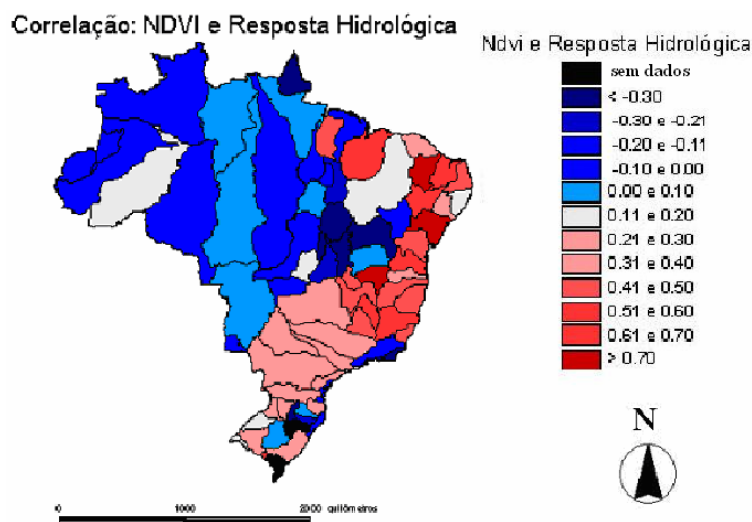 Correlação: NDVI e Resposta Hidrológica
Ndvi e Resposta Hidrológica
sem dados
< -0.30
-0.30 e -0.21
-0.20 e -0.11
-0.10 e 0.00
0.00 e 0.10
0.11 e 0.20
0.21 e 0.30
0.31 e 0.40
0.41 e 0.50
0.51 e 0.60
0.61 e 0.70
> 0.70
N
0 1000 2000 quilômetros